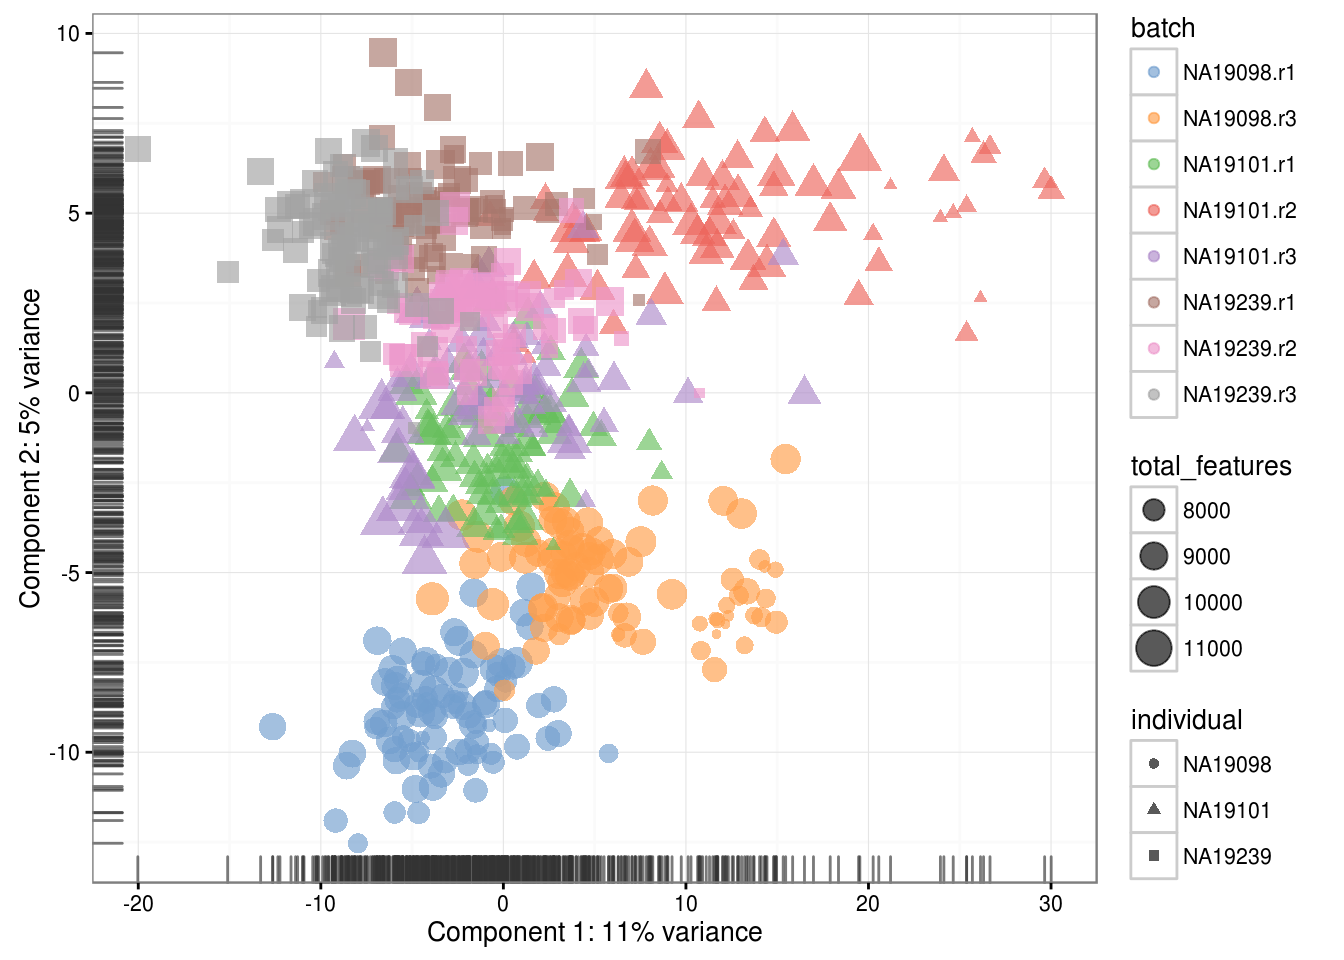 10
5
0
-5
-10
Component 2: 5% variance
-20
-10
0
10
20
30
Component 1: 11% variance
batch
NA19098.r1
NA19098.r3
NA19101.r1
NA19101.r2
NA19101.r3
NA19239.r1
NA19239.r2
NA19239.r3
total_features
8000
9000
10000
11000
individual
NA19098
NA19101
NA19239